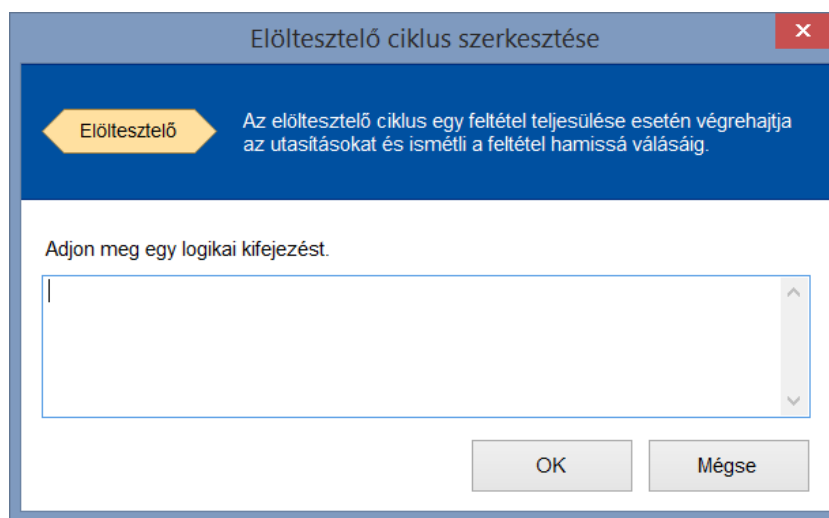 Elöltesztelő ciklus szerkesztése
Elöltesztelő
Az elöltesztelő ciklus egy feltétel teljesülése esetén végrehajtja
az utasításokat és ismétli a feltétel hamissá válásáig.
Adjon meg egy logikai kifejezést.
OK
Mégse